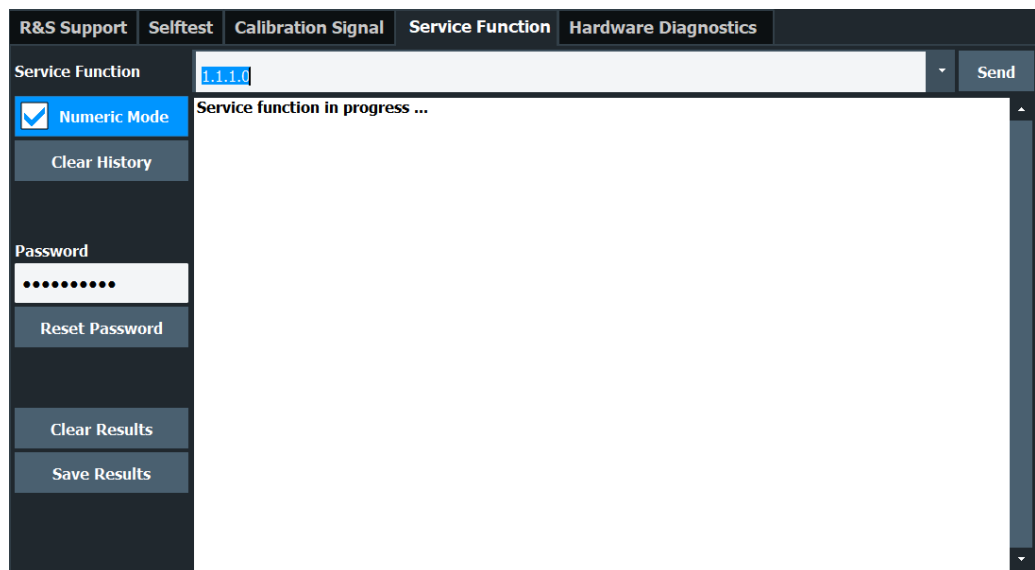 R&S Support Selftest Calibration Signal Service Function Hardware Diagnostics
Service Function 1.1.1.0 Send
Numeric Mode
Service function in progress ...
Clear History
Password
••••••••••
Reset Password
Clear Results
Save Results